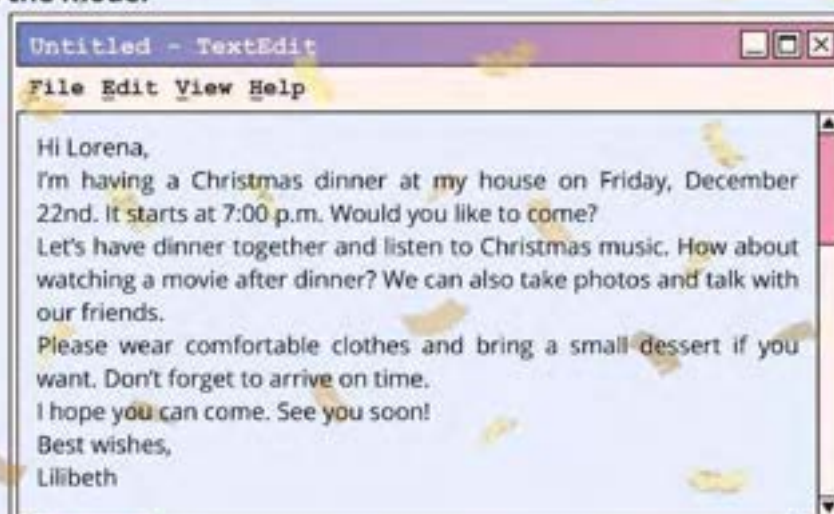 Untitled - TextEdit
File Edit View Help
Hi Lorena,
I'm having a Christmas dinner at my house on Friday, December
22nd. It starts at 7:00 p.m. Would you like to come?
Let's have dinner together and listen to Christmas music. How about
watching a movie after dinner? We can also take photos and talk with
our friends.
Please wear comfortable clothes and bring a small dessert if you
want. Don't forget to arrive on time.
I hope you can come. See you soon!
Best wishes,
Lilibeth